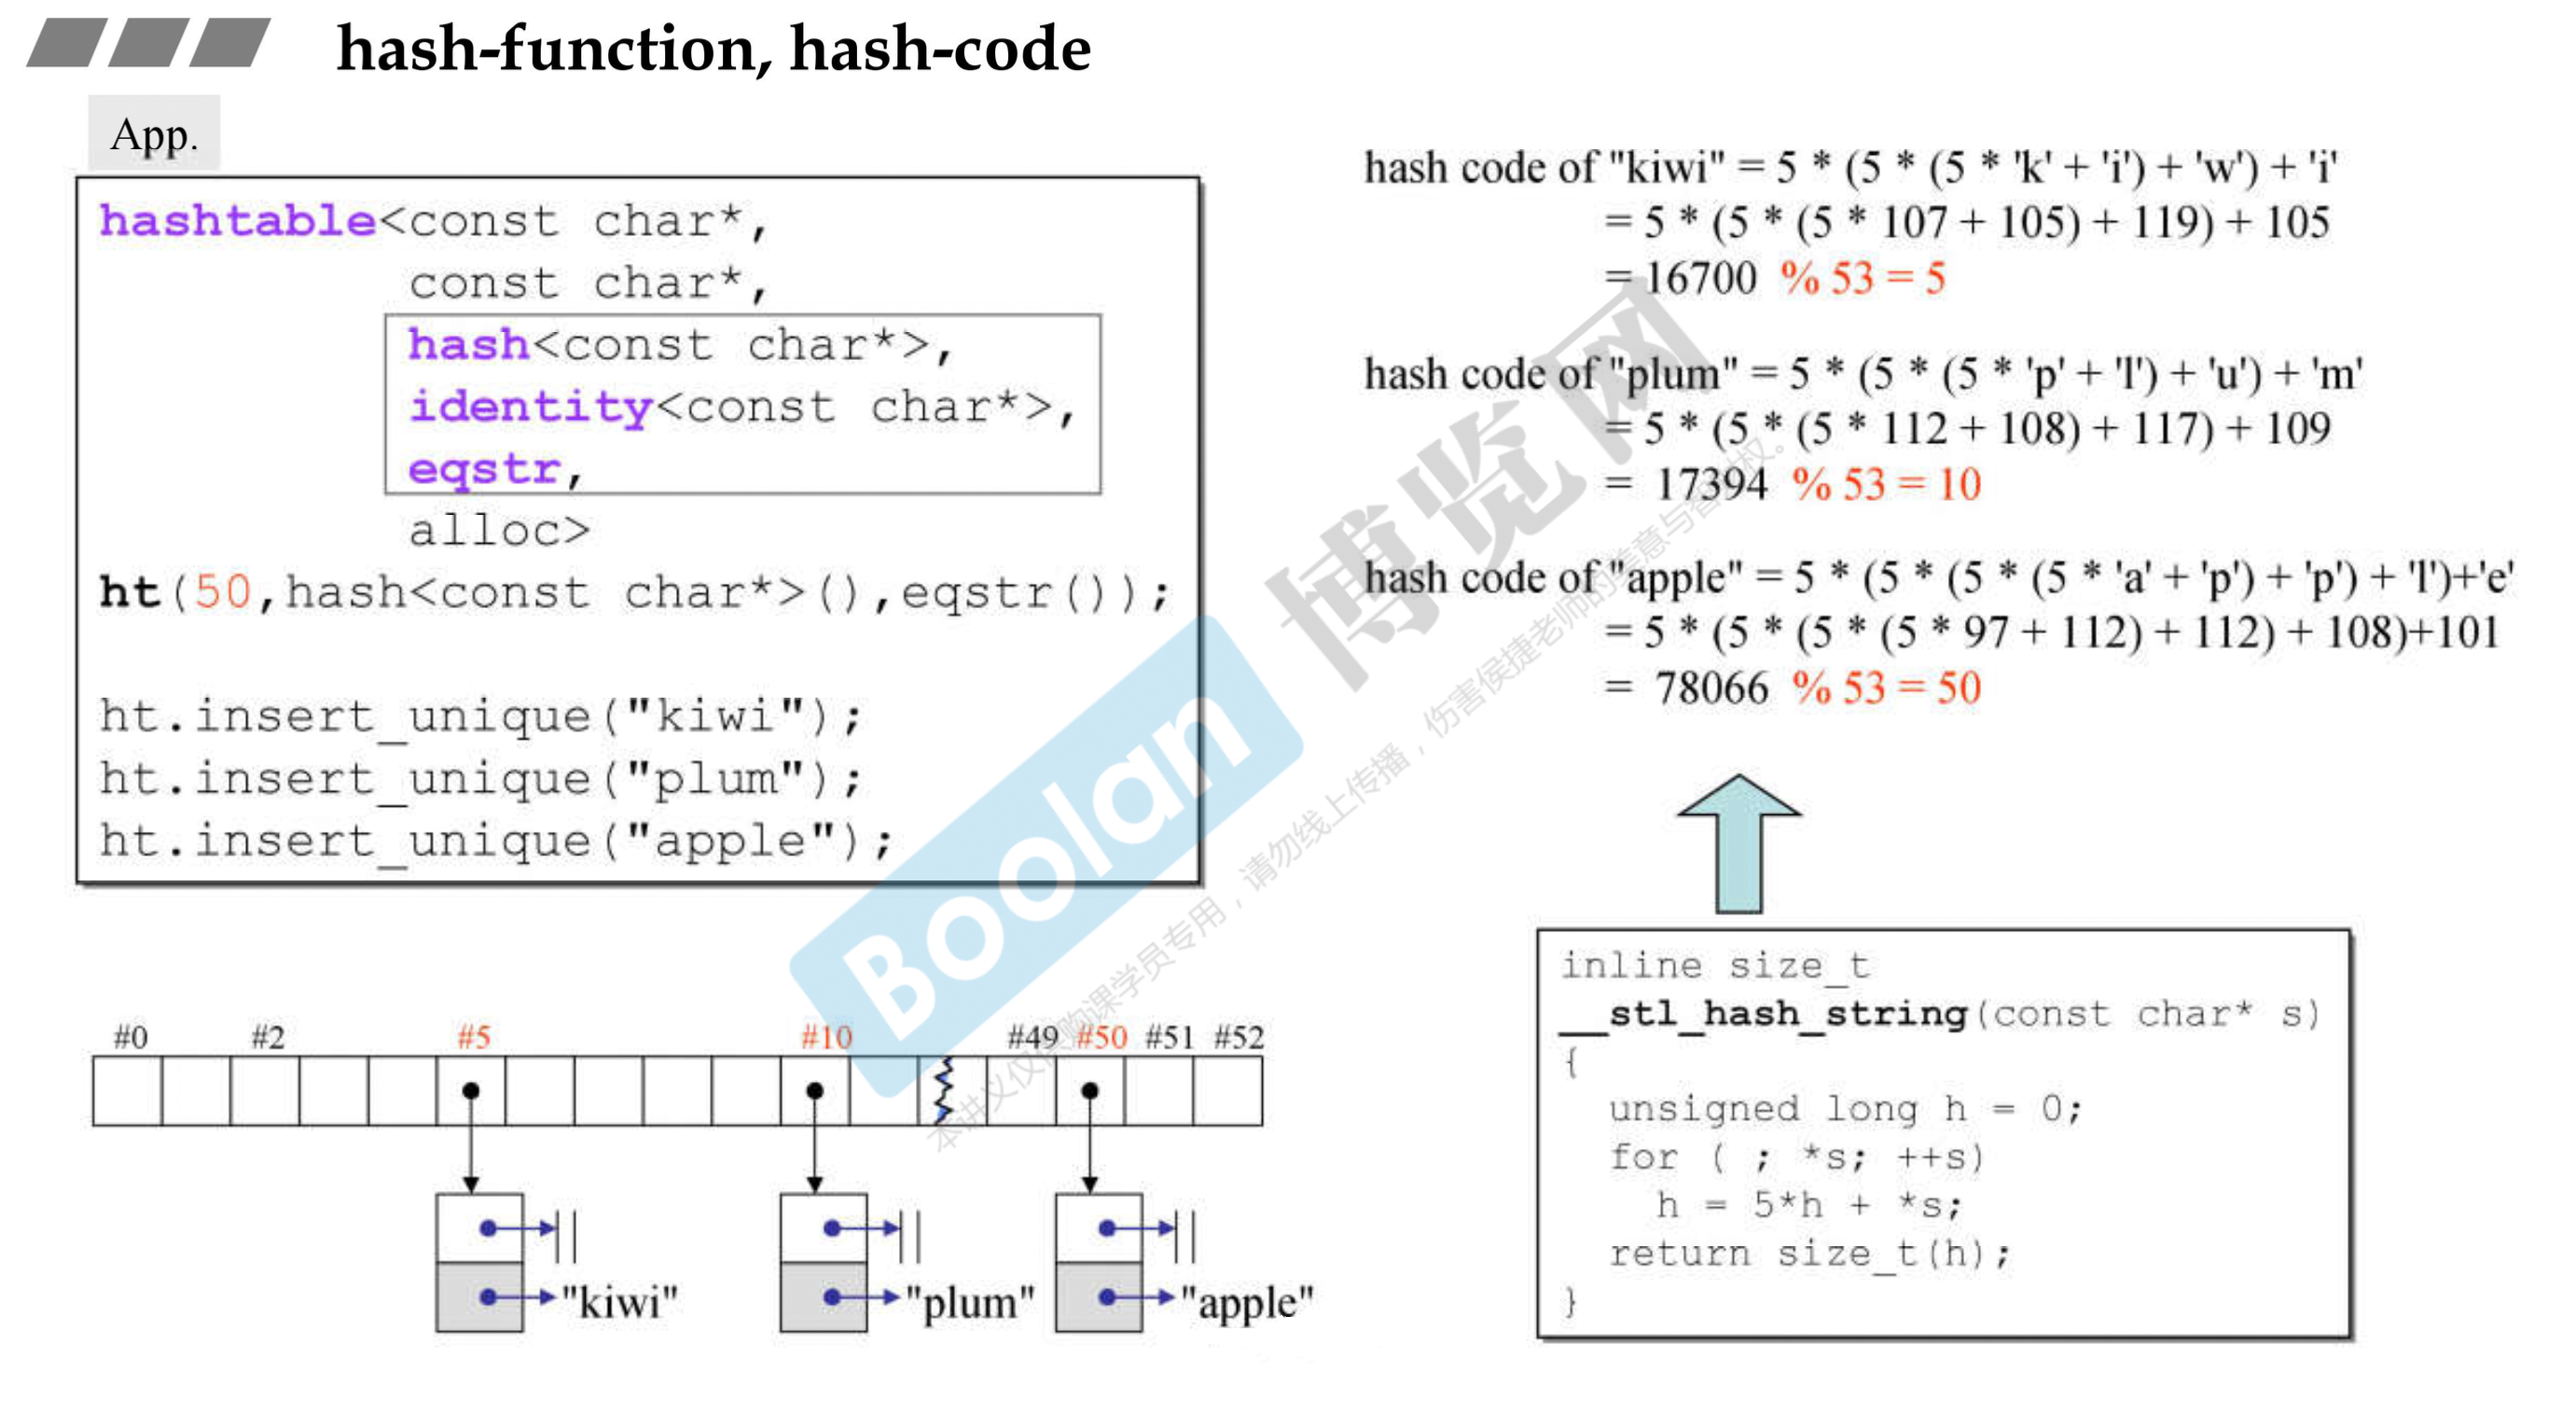 hash-function, hash-code
App.
hashtable<const char*,
const char*,
hash<const char*>,
identity<const char*>,
eqstr,
alloc>
ht(50,hash<const char*>(),eqstr());
ht.insert_unique("kiwi");
ht.insert_unique("plum");
ht.insert_unique("apple");
hash code of "kiwi" = 5 * (5 * (5 * 'k' + 'i') + 'w') + 'i'
= 5 * (5 * (5 * 107 + 105) + 119) + 105
= 16700 % 53 = 5
hash code of "plum" = 5 * (5 * (5 * 'p' + 'l') + 'u') + 'm'
= 5 * (5 * (5 * 112 + 108) + 117) + 109
= 17394 % 53 = 10
hash code of "apple" = 5 * (5 * (5 * (5 * 'a' + 'p') + 'p') + 'l')+'e'
= 5 * (5 * (5 * (5 * 97 + 112) + 112) + 108)+101
= 78066 % 53 = 50
#0 #2 #5 #10 #49 #50 #51 #52
"kiwi" "plum" "apple"
inline size_t
__stl_hash_string(const char* s)
{
unsigned long h = 0;
for ( ; *s; ++s)
h = 5*h + *s;
return size_t(h);
}
Boolan 博览网
本讲义仅供购课学员专用，请勿线上传播，伤害侯捷老师的善意与智权。